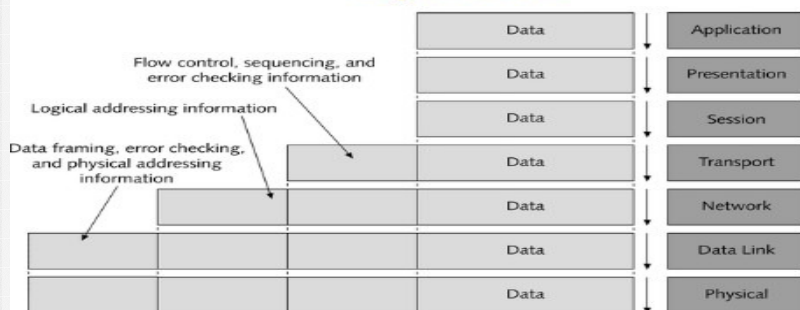 Data Application
Flow control, sequencing, and
error checking information
Data Presentation
Logical addressing information
Data Session
Data framing, error checking,
and physical addressing
information
Data Transport
Data Network
Data Data Link
Data Physical